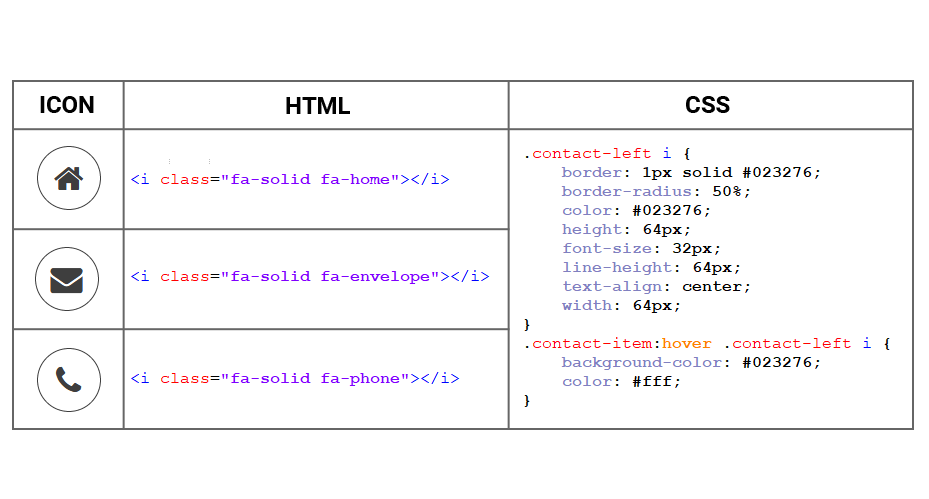 ICON HTML CSS
<i class="fa-solid fa-home"></i>
<i class="fa-solid fa-envelope"></i>
<i class="fa-solid fa-phone"></i>
.contact-left i {
    border: 1px solid #023276;
    border-radius: 50%;
    color: #023276;
    height: 64px;
    font-size: 32px;
    line-height: 64px;
    text-align: center;
    width: 64px;
}
.contact-item:hover .contact-left i {
    background-color: #023276;
    color: #fff;
}